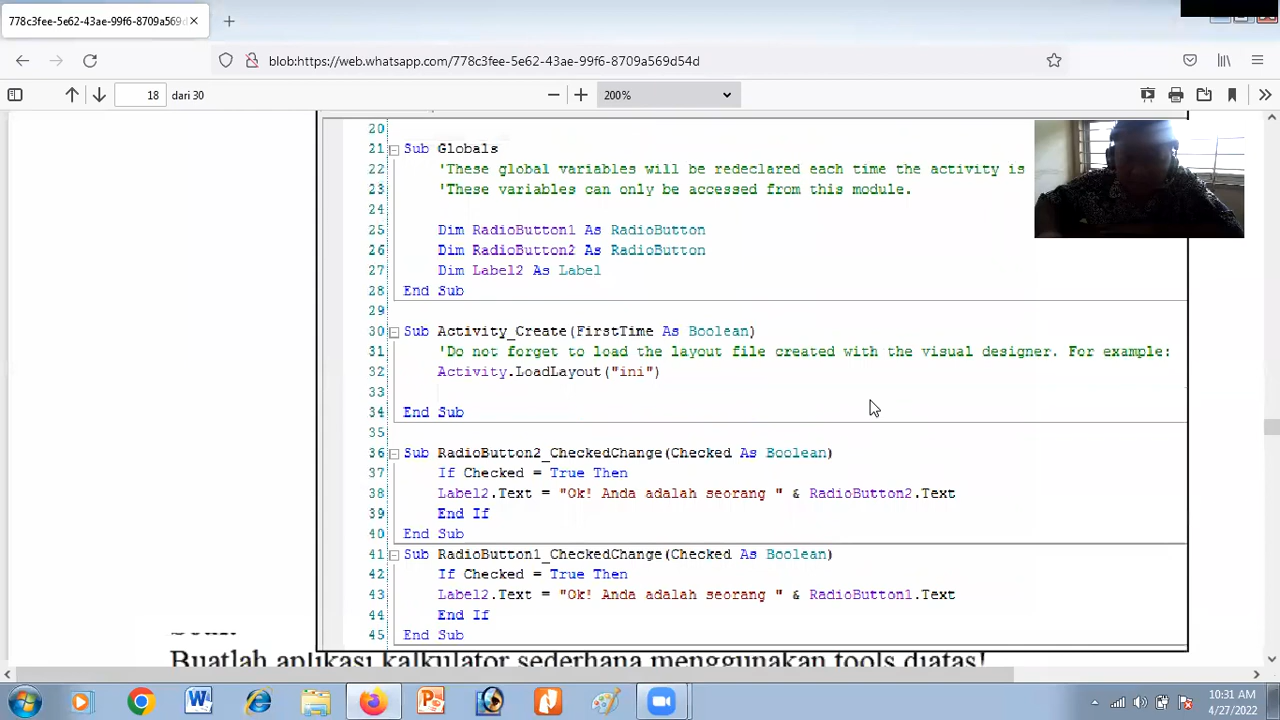 778c3fee-5e62-43ae-99f6-8709a569d
blob:https://web.whatsapp.com/778c3fee-5e62-43ae-99f6-8709a569d54d
18 dari 30
200%
20
21 Sub Globals
22 'These global variables will be redeclared each time the activity is
23 'These variables can only be accessed from this module.
24
25 Dim RadioButton1 As RadioButton
26 Dim RadioButton2 As RadioButton
27 Dim Label2 As Label
28 End Sub
29
30 Sub Activity_Create(FirstTime As Boolean)
31 'Do not forget to load the layout file created with the visual designer. For example:
32 Activity.LoadLayout("ini")
33
34 End Sub
35
36 Sub RadioButton2_CheckedChange(Checked As Boolean)
37 If Checked = True Then
38 Label2.Text = "Ok! Anda adalah seorang " & RadioButton2.Text
39 End If
40 End Sub
41 Sub RadioButton1_CheckedChange(Checked As Boolean)
42 If Checked = True Then
43 Label2.Text = "Ok! Anda adalah seorang " & RadioButton1.Text
44 End If
45 End Sub
Buatlah aplikasi kalkulator sederhana menggunakan tools diatas!
10:31 AM
4/27/2022